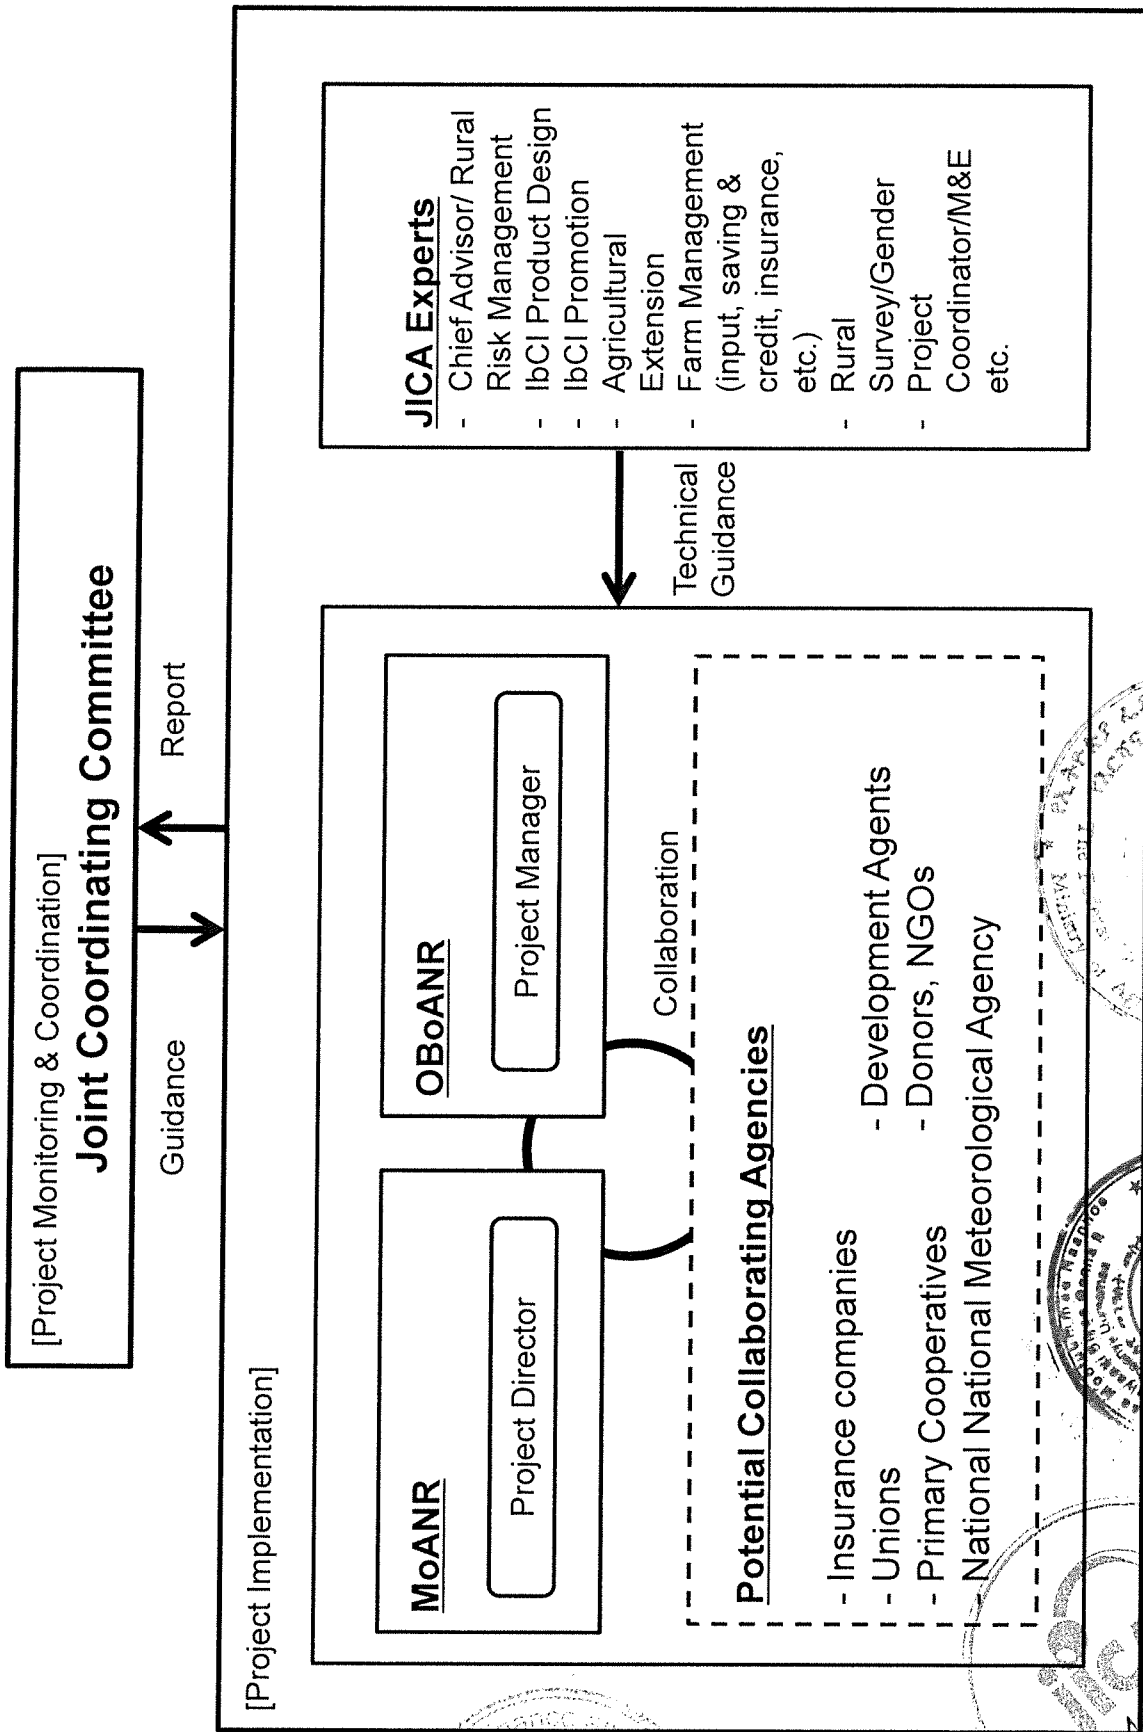 [Project Monitoring & Coordination]
Joint Coordinating Committee
Guidance
Report
[Project Implementation]
MoANR
Project Director
OBoANR
Project Manager
Collaboration
Potential Collaborating Agencies
- Insurance companies
- Unions
- Primary Cooperatives
- National National Meteorological Agency
- Development Agents
- Donors, NGOs
Technical
Guidance
JICA Experts
- Chief Advisor/ Rural
Risk Management
- IbCI Product Design
- IbCI Promotion
- Agricultural
Extension
- Farm Management
(input, saving &
credit, insurance,
etc.)
- Rural
Survey/Gender
- Project
Coordinator/M&E
etc.